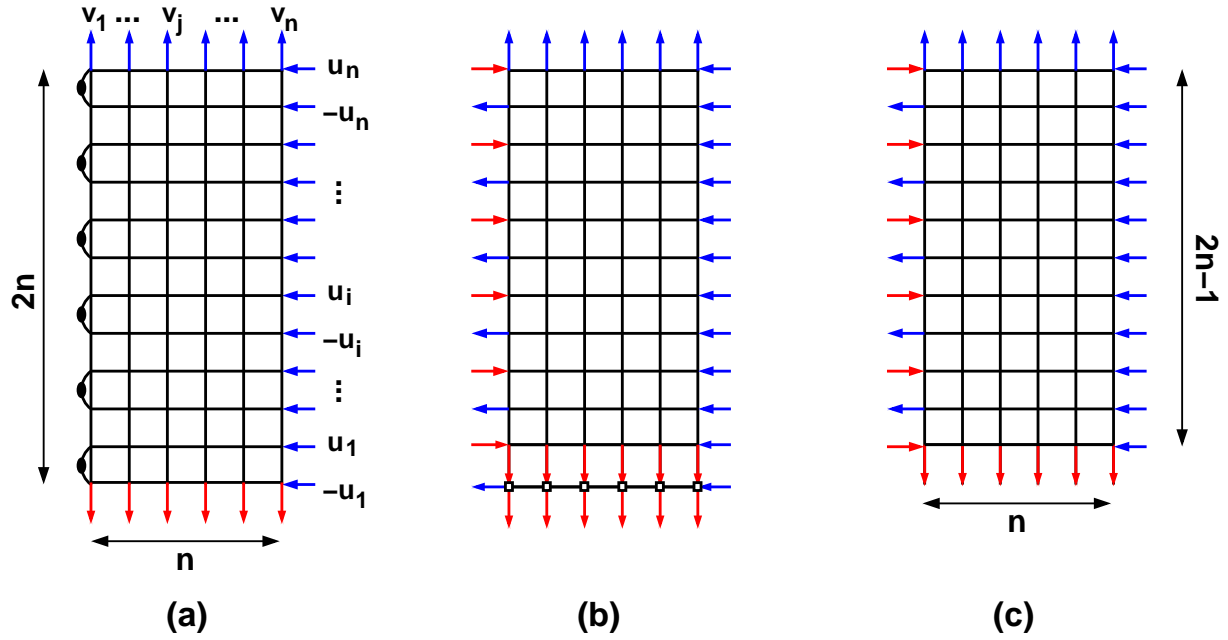 v1 ... vj ... vn
un
−un
...
ui
−ui
...
u1
−u1
2n
n
2n−1
n
(a)
(b)
(c)